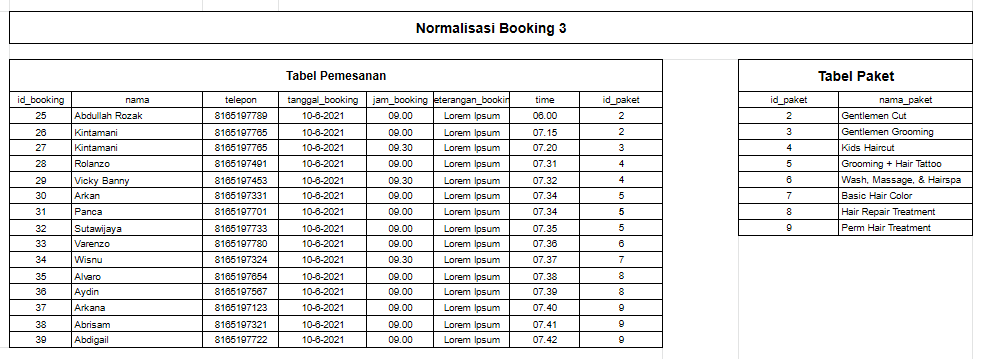 Normalisasi Booking 3
Tabel Pemesanan
id_booking nama telepon tanggal_booking jam_booking eterangan_bookin time id_paket
25 Abdullah Rozak 8165197789 10-6-2021 09.00 Lorem Ipsum 06.00 2
26 Kintamani 8165197765 10-6-2021 09.00 Lorem Ipsum 07.15 2
27 Kintamani 8165197765 10-6-2021 09.30 Lorem Ipsum 07.20 3
28 Rolanzo 8165197491 10-6-2021 09.00 Lorem Ipsum 07.31 4
29 Vicky Banny 8165197453 10-6-2021 09.30 Lorem Ipsum 07.32 4
30 Arkan 8165197331 10-6-2021 09.00 Lorem Ipsum 07.34 5
31 Panca 8165197701 10-6-2021 09.00 Lorem Ipsum 07.34 5
32 Sutawijaya 8165197733 10-6-2021 09.00 Lorem Ipsum 07.35 5
33 Varenzo 8165197780 10-6-2021 09.00 Lorem Ipsum 07.36 6
34 Wisnu 8165197324 10-6-2021 09.30 Lorem Ipsum 07.37 7
35 Alvaro 8165197654 10-6-2021 09.00 Lorem Ipsum 07.38 8
36 Aydin 8165197567 10-6-2021 09.00 Lorem Ipsum 07.39 8
37 Arkana 8165197123 10-6-2021 09.00 Lorem Ipsum 07.40 9
38 Abrisam 8165197321 10-6-2021 09.00 Lorem Ipsum 07.41 9
39 Abdigail 8165197722 10-6-2021 09.00 Lorem Ipsum 07.42 9
Tabel Paket
id_paket nama_paket
2 Gentlemen Cut
3 Gentlemen Grooming
4 Kids Haircut
5 Grooming + Hair Tattoo
6 Wash, Massage, & Hairspa
7 Basic Hair Color
8 Hair Repair Treatment
9 Perm Hair Treatment